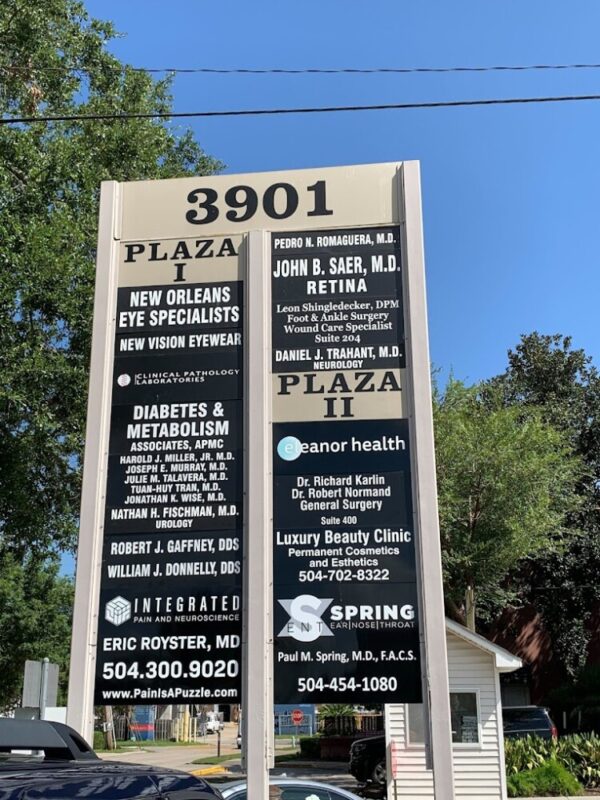 3901
PLAZA
I
NEW ORLEANS
EYE SPECIALISTS
NEW VISION EYEWEAR
CLINICAL PATHOLOGY
LABORATORIES
DIABETES &
METABOLISM
ASSOCIATES, APMC
HAROLD J. MILLER, JR. M.D.
JOSEPH E. MURRAY, M.D.
JULIE M. TALAVERA, M.D.
TUAN-HUY TRAN, M.D.
JONATHAN K. WISE, M.D.
NATHAN H. FISCHMAN, M.D.
UROLOGY
ROBERT J. GAFFNEY, DDS
WILLIAM J. DONNELLY, DDS
INTEGRATED
PAIN AND NEUROSCIENCE
ERIC ROYSTER, MD
504.300.9020
www.PainIsAPuzzle.com
PEDRO N. ROMAGUERA, M.D.
JOHN B. SAER, M.D.
RETINA
Leon Shingledecker, DPM
Foot & Ankle Surgery
Wound Care Specialist
Suite 204
DANIEL J. TRAHANT, M.D.
NEUROLOGY
PLAZA
II
eleanor health
Dr. Richard Karlin
Dr. Robert Normand
General Surgery
Suite 400
Luxury Beauty Clinic
Permanent Cosmetics
and Esthetics
504-702-8322
S ENT SPRING
EAR|NOSE|THROAT
Paul M. Spring, M.D., F.A.C.S.
504-454-1080